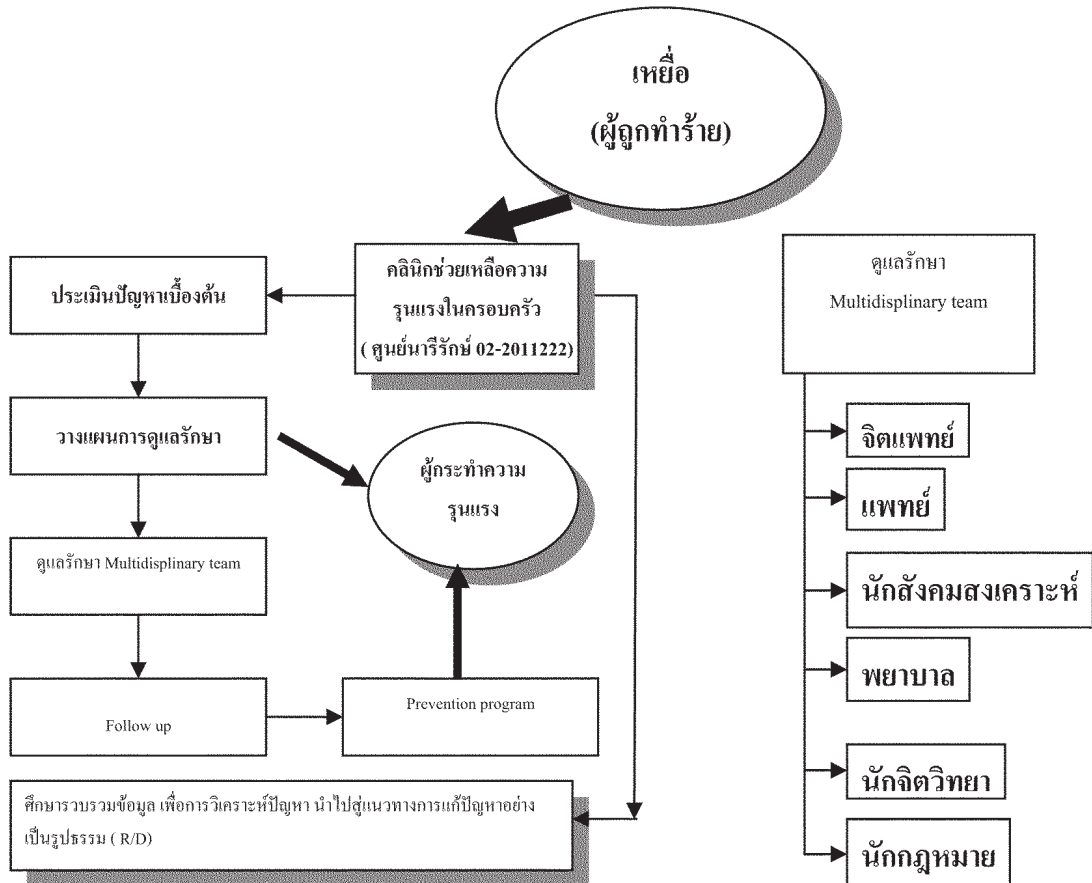 เหยื่อ
(ผู้ถูกทำร้าย)
คลินิกช่วยเหลือความ
รุนแรงในครอบครัว
( ศูนย์นารีรักษ์ 02-2011222)
ประเมินปัญหาเบื้องต้น
วางแผนการดูแลรักษา
ผู้กระทำความ
รุนแรง
ดูแลรักษา Multidisplinary team
Follow up
Prevention program
ศึกษารวบรวมข้อมูล เพื่อการวิเคราะห์ปัญหา นำไปสู่แนวทางการแก้ปัญหาอย่าง
เป็นรูปธรรม ( R/D)
ดูแลรักษา
Multidisplinary team
จิตแพทย์
แพทย์
นักสังคมสงเคราะห์
พยาบาล
นักจิตวิทยา
นักกฎหมาย